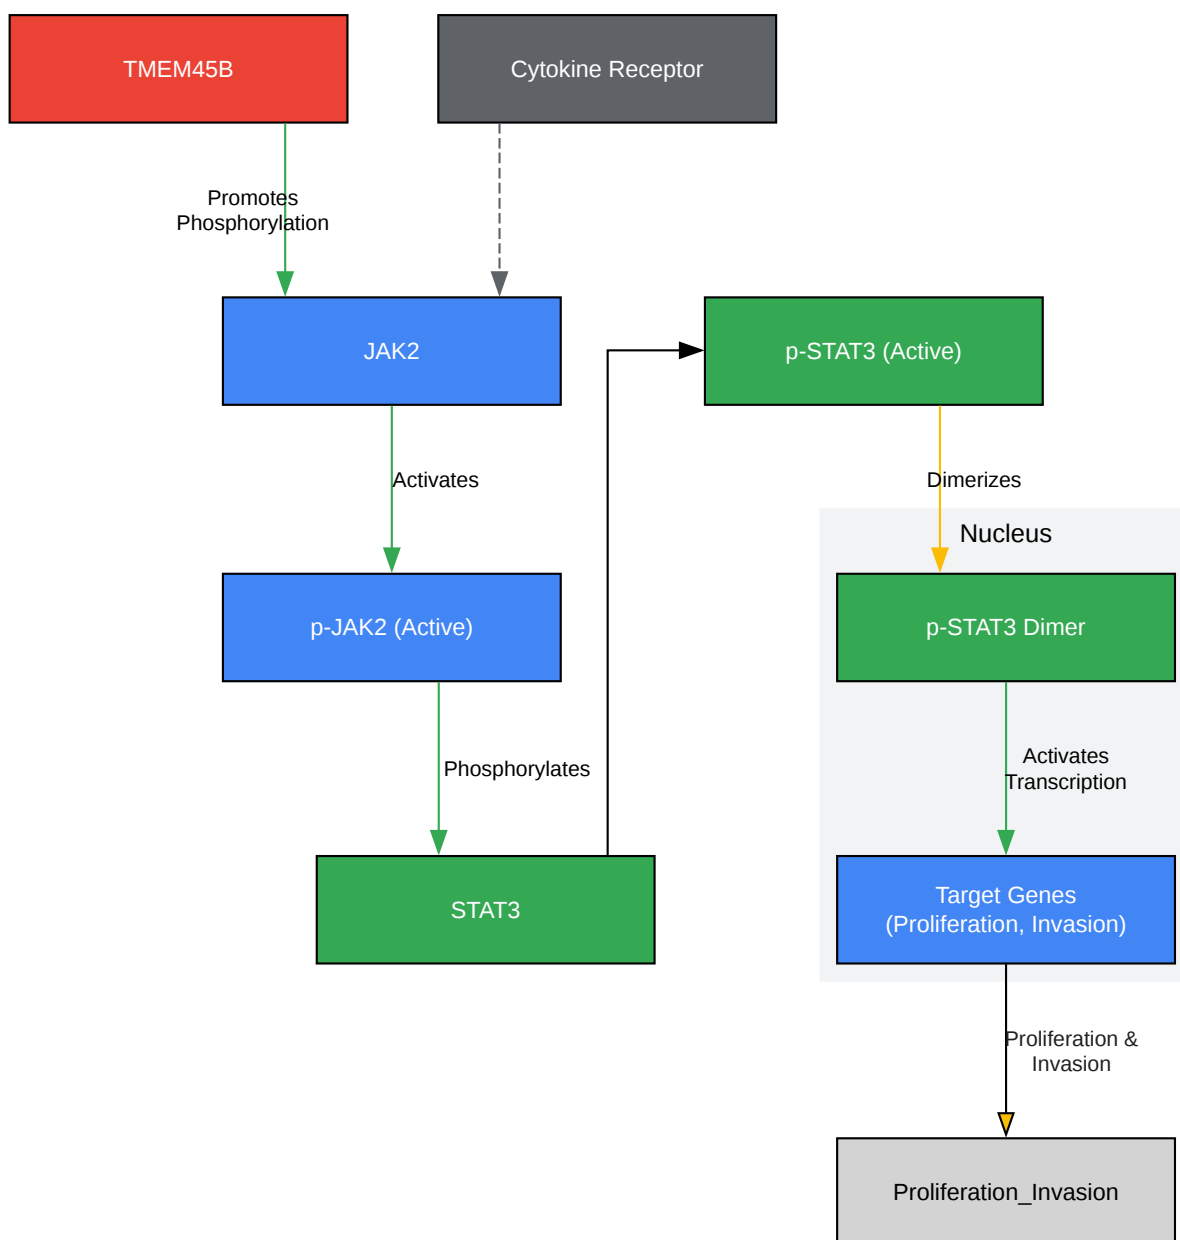 TMEM45B
Cytokine Receptor
Promotes
Phosphorylation
JAK2
p-STAT3 (Active)
Activates
Dimerizes
Nucleus
p-JAK2 (Active)
p-STAT3 Dimer
Phosphorylates
Activates
Transcription
STAT3
Target Genes
(Proliferation, Invasion)
Proliferation &
Invasion
Proliferation_Invasion